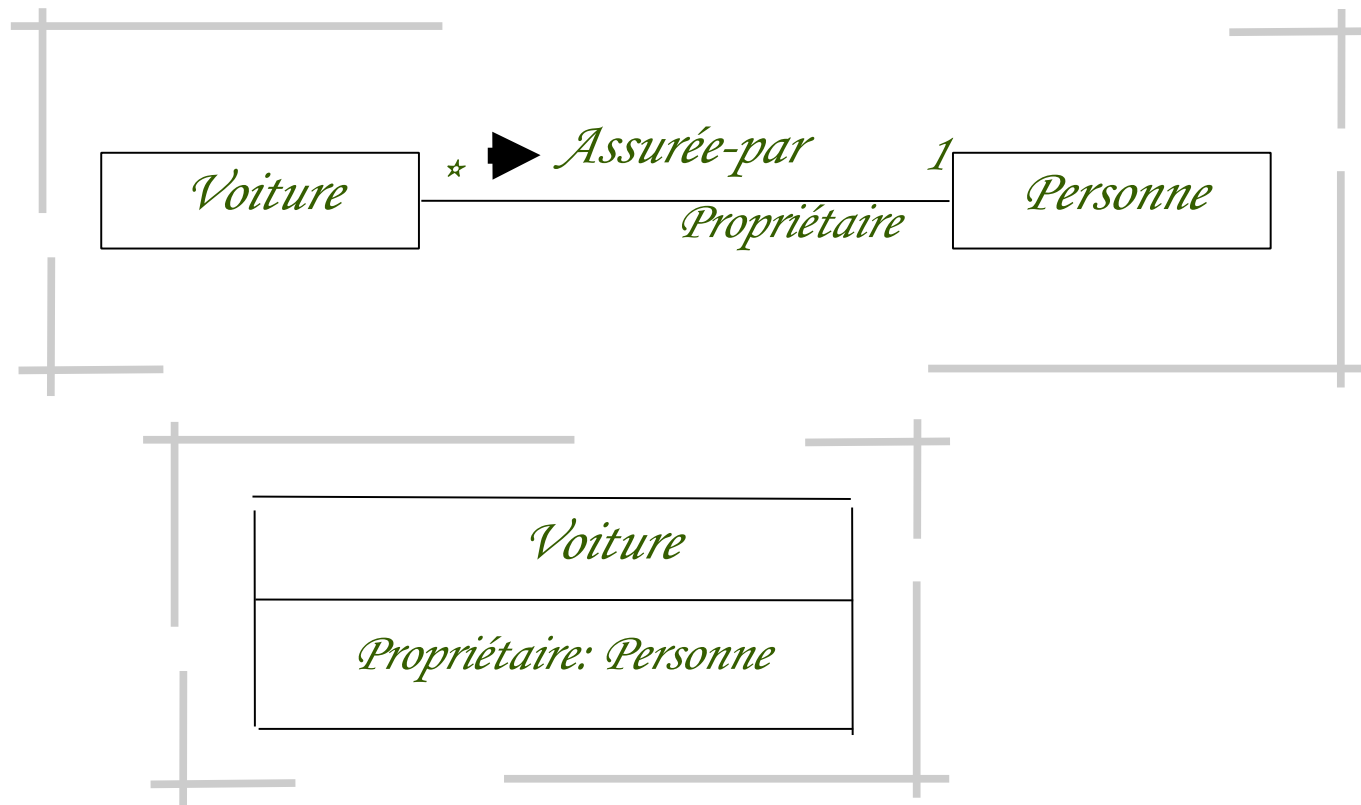 * Assurée-par 1
Voiture Personne
Propriétaire
Voiture
Propriétaire: Personne